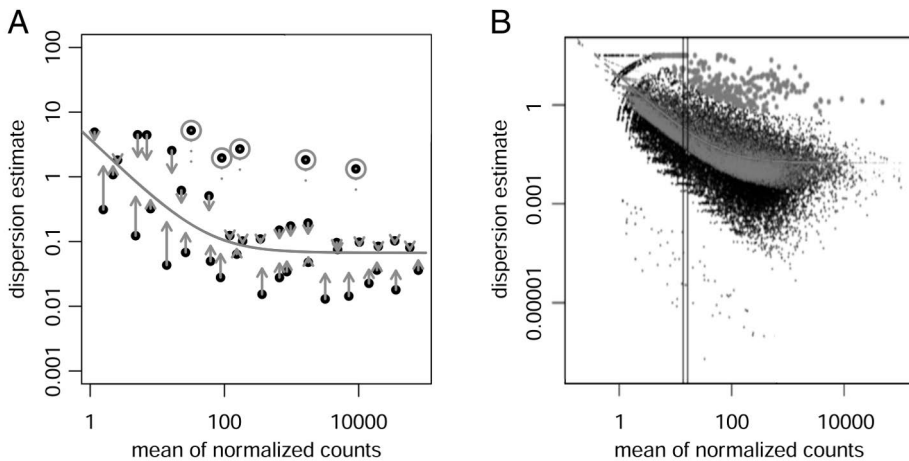 A
dispersion estimate
100
10
1
0.1
0.01
0.001
1
100
10000
mean of normalized counts
B
dispersion estimate
1
0.001
0.00001
1
100
10000
mean of normalized counts